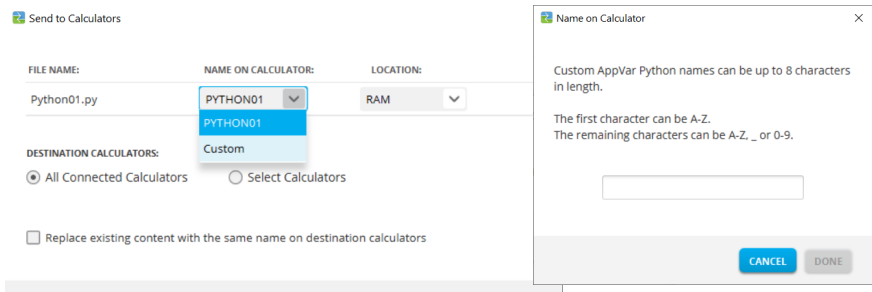 Send to Calculators
FILE NAME: NAME ON CALCULATOR: LOCATION:
Python01.py PYTHON01 RAM
PYTHON01
Custom
DESTINATION CALCULATORS:
All Connected Calculators Select Calculators
Replace existing content with the same name on destination calculators
Name on Calculator
Custom AppVar Python names can be up to 8 characters
in length.
The first character can be A-Z.
The remaining characters can be A-Z, _ or 0-9.
CANCEL DONE